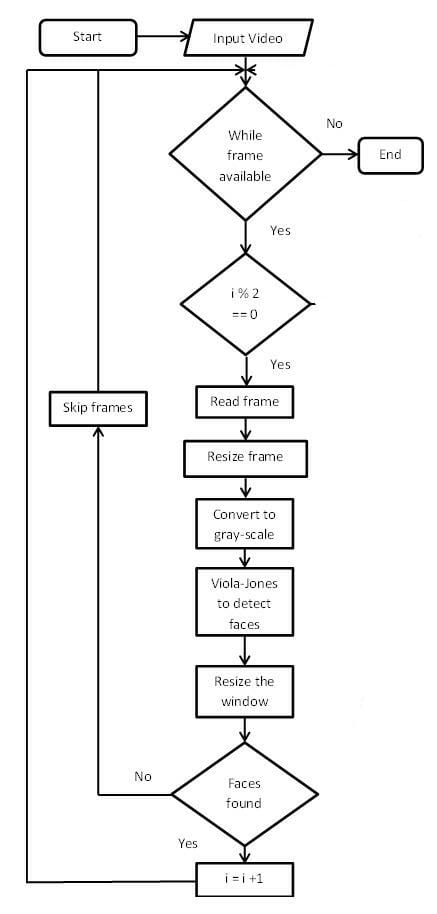 Start
Input Video
While
frame
available
No
End
Yes
i % 2
== 0
Yes
Skip frames
Read frame
Resize frame
Convert to
gray-scale
Viola-Jones
to detect
faces
Resize the
window
Faces
found
No
Yes
i = i +1